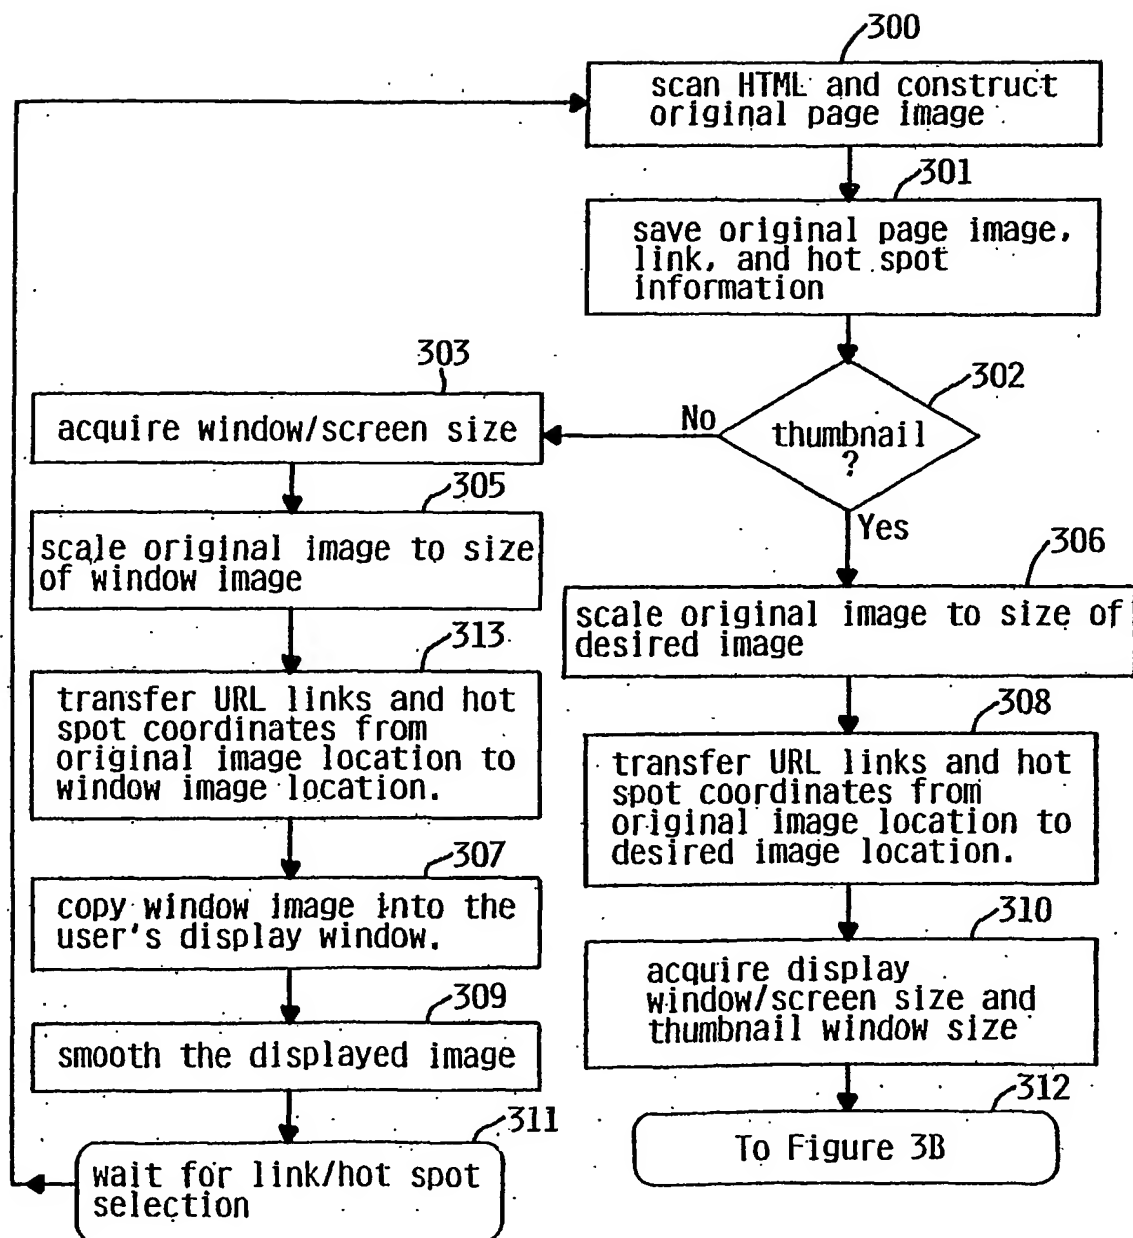 300
scan HTML and construct
original page image
301
save original page image,
link, and hot spot
information
302
thumbnail
?
No
Yes
303
acquire window/screen size
305
scale original image to size
of window image
313
transfer URL links and hot
spot coordinates from
original image location to
window image location.
307
copy window image into the
user's display window.
309
smooth the displayed image
311
wait for link/hot spot
selection
306
scale original image to size of
desired image
308
transfer URL links and hot
spot coordinates from
original image location to
desired image location.
310
acquire display
window/screen size and
thumbnail window size
312
To Figure 3B